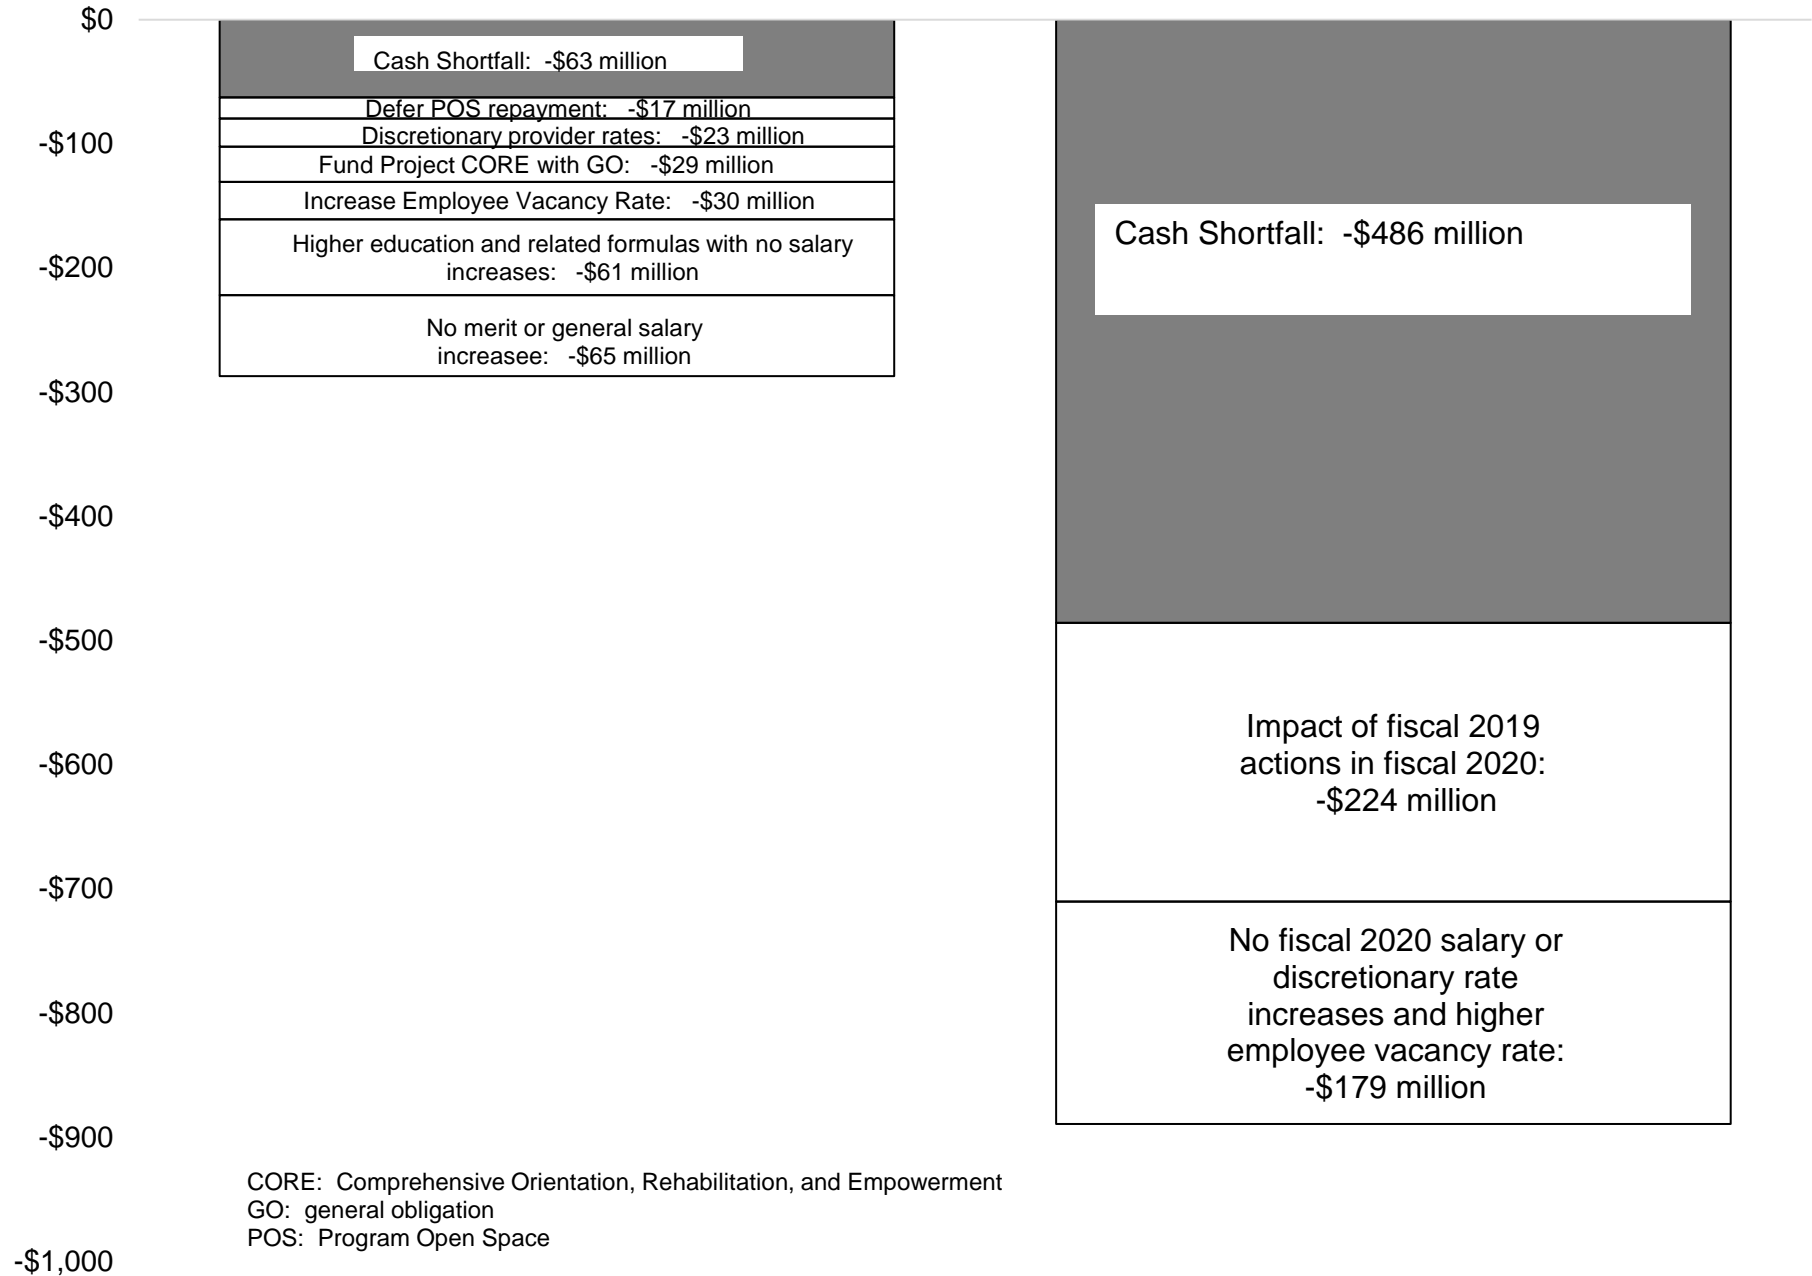 $0
-$100
-$200
-$300
-$400
-$500
-$600
-$700
-$800
-$900
-$1,000
Cash Shortfall: -$63 million
Defer POS repayment: -$17 million
Discretionary provider rates: -$23 million
Fund Project CORE with GO: -$29 million
Increase Employee Vacancy Rate: -$30 million
Higher education and related formulas with no salary
increases: -$61 million
No merit or general salary
increasee: -$65 million
Cash Shortfall: -$486 million
Impact of fiscal 2019
actions in fiscal 2020:
-$224 million
No fiscal 2020 salary or
discretionary rate
increases and higher
employee vacancy rate:
-$179 million
CORE: Comprehensive Orientation, Rehabilitation, and Empowerment
GO: general obligation
POS: Program Open Space